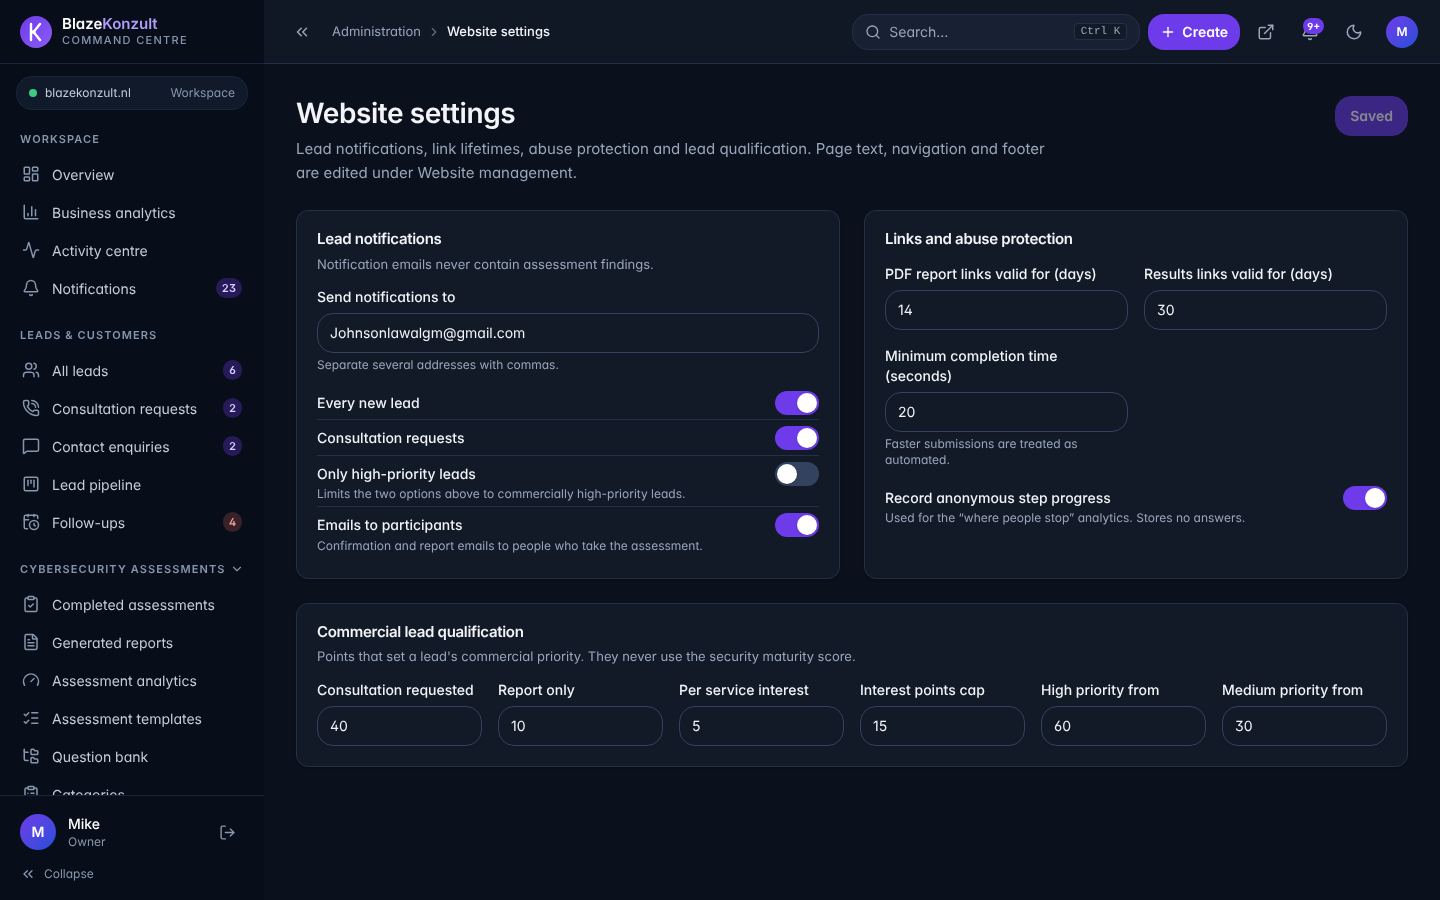 BlazeKonzult
COMMAND CENTRE
Administration > Website settings
Search...
Ctrl K
+ Create
9+
M
blazekonzult.nl
Workspace
WORKSPACE
Overview
Business analytics
Activity centre
Notifications
23
LEADS & CUSTOMERS
All leads
6
Consultation requests
2
Contact enquiries
2
Lead pipeline
Follow-ups
4
CYBERSECURITY ASSESSMENTS
Completed assessments
Generated reports
Assessment analytics
Assessment templates
Question bank
Categories
M
Mike
Owner
Collapse
Website settings
Saved
Lead notifications, link lifetimes, abuse protection and lead qualification. Page text, navigation and footer
are edited under Website management.
Lead notifications
Notification emails never contain assessment findings.
Send notifications to
Johnsonlawalgm@gmail.com
Separate several addresses with commas.
Every new lead
Consultation requests
Only high-priority leads
Limits the two options above to commercially high-priority leads.
Emails to participants
Confirmation and report emails to people who take the assessment.
Links and abuse protection
PDF report links valid for (days)
14
Results links valid for (days)
30
Minimum completion time
(seconds)
20
Faster submissions are treated as
automated.
Record anonymous step progress
Used for the “where people stop” analytics. Stores no answers.
Commercial lead qualification
Points that set a lead's commercial priority. They never use the security maturity score.
Consultation requested
40
Report only
10
Per service interest
5
Interest points cap
15
High priority from
60
Medium priority from
30